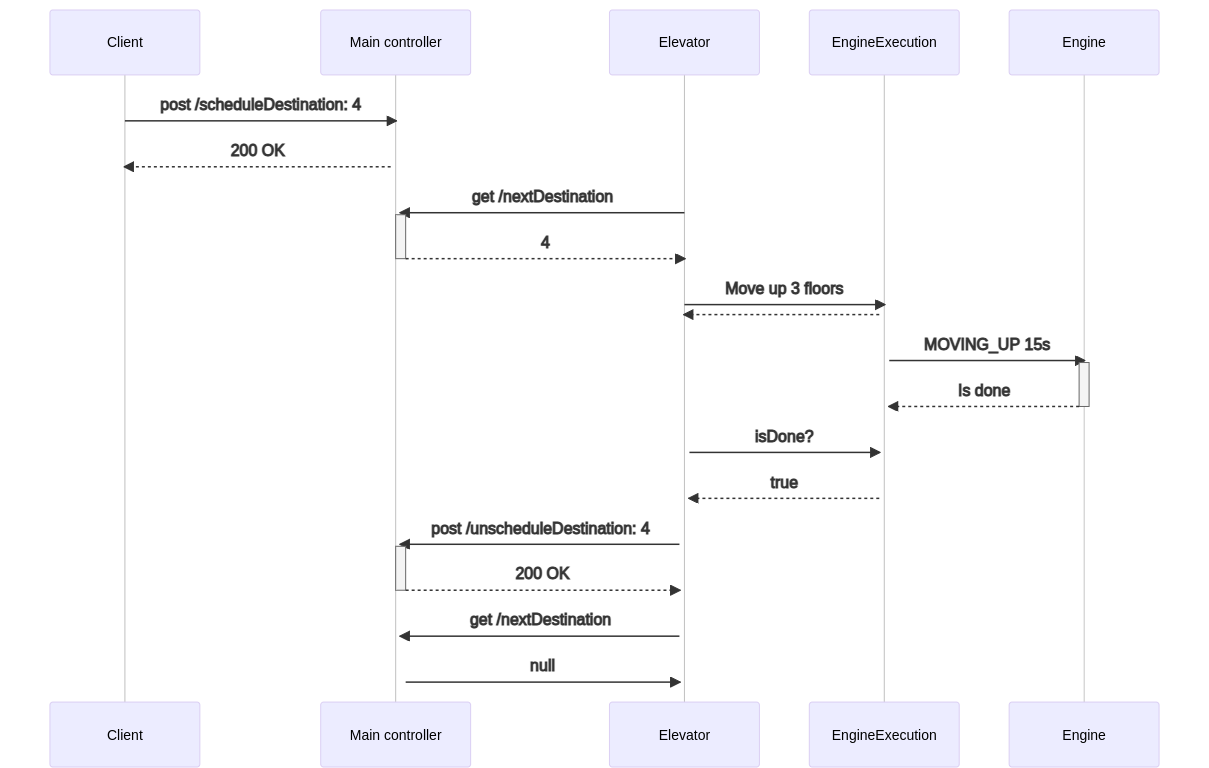 Client
Main controller
Elevator
EngineExecution
Engine
post /scheduleDestination: 4
200 OK
get /nextDestination
4
Move up 3 floors
MOVING_UP 15s
Is done
isDone?
true
post /unscheduleDestination: 4
200 OK
get /nextDestination
null
Client
Main controller
Elevator
EngineExecution
Engine